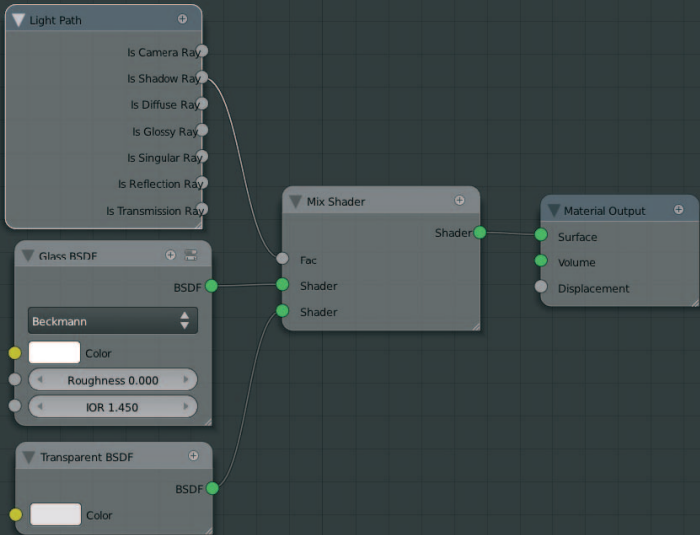 Light Path
Is Camera Ray
Is Shadow Ray
Is Diffuse Ray
Is Glossy Ray
Is Singular Ray
Is Reflection Ray
Is Transmission Ray
Glass BSDF
BSDF
Beckmann
Color
Roughness 0.000
IOR 1.450
Transparent BSDF
BSDF
Color
Mix Shader
Shader
Fac
Shader
Shader
Material Output
Surface
Volume
Displacement